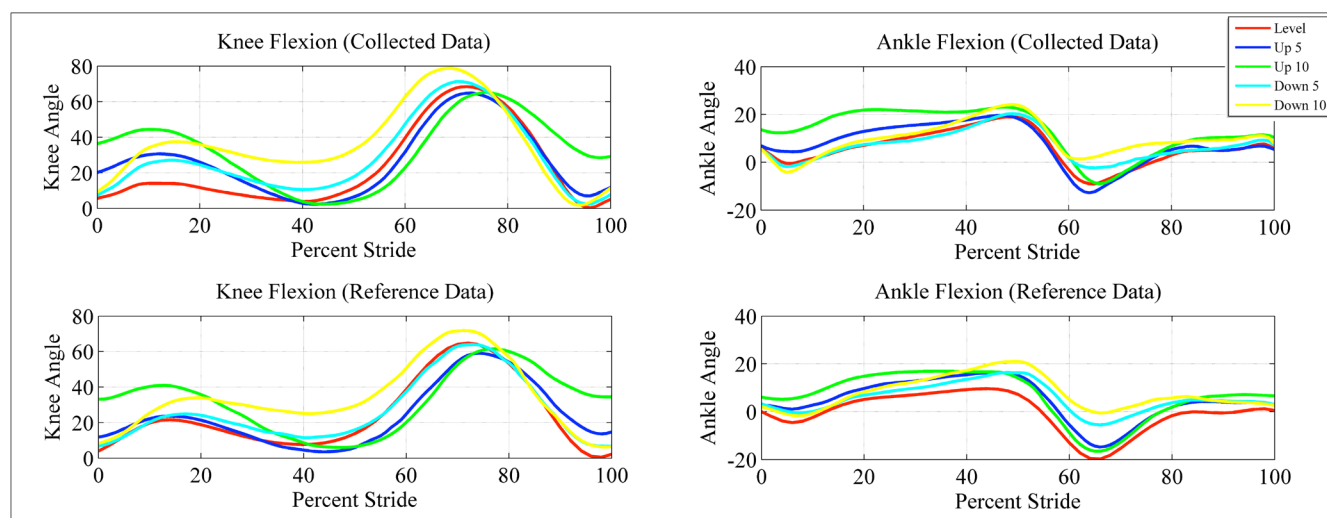 Knee Flexion (Collected Data)
80
60
40
20
0
Knee Angle
0 20 40 60 80 100
Percent Stride
Ankle Flexion (Collected Data)
40
20
0
-20
Ankle Angle
0 20 40 60 80 100
Percent Stride
Level
Up 5
Up 10
Down 5
Down 10
Knee Flexion (Reference Data)
80
60
40
20
0
Knee Angle
0 20 40 60 80 100
Percent Stride
Ankle Flexion (Reference Data)
40
20
0
-20
Ankle Angle
0 20 40 60 80 100
Percent Stride